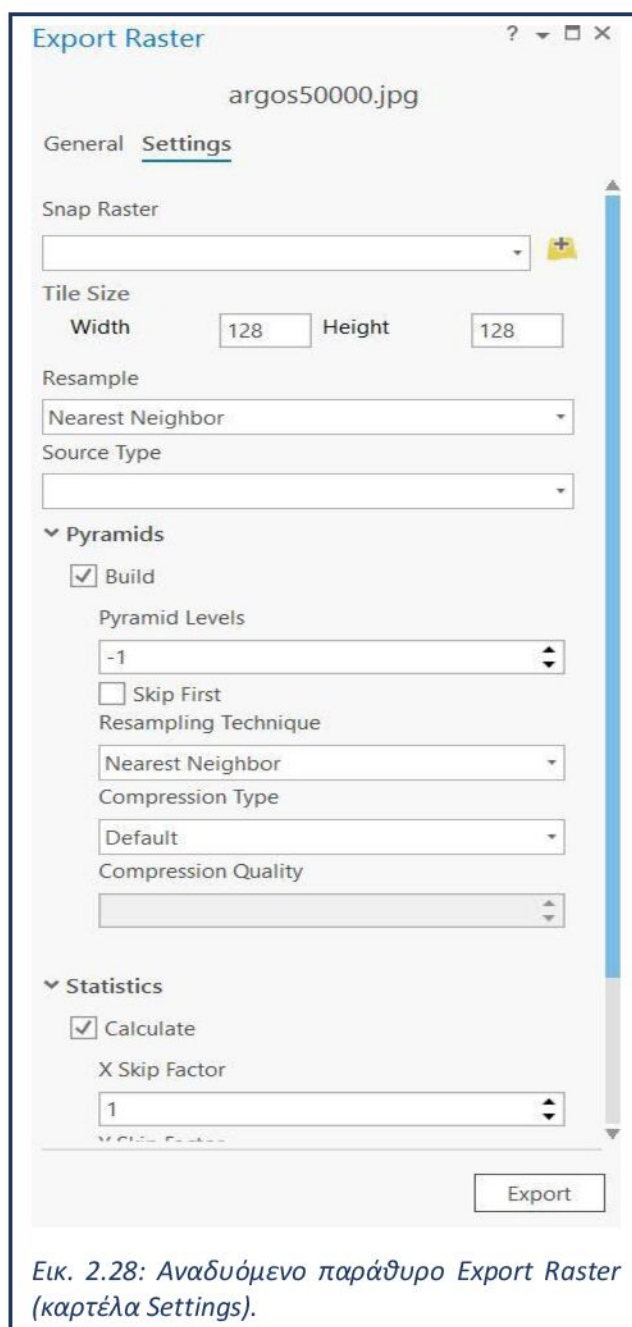 Export Raster
?
argos50000.jpg
General Settings
Snap Raster
Tile Size
Width 128 Height 128
Resample
Nearest Neighbor
Source Type
Pyramids
Build
Pyramid Levels
-1
Skip First
Resampling Technique
Nearest Neighbor
Compression Type
Default
Compression Quality
Statistics
Calculate
X Skip Factor
1
Export
Εικ. 2.28: Αναδυόμενο παράθυρο Export Raster
(καρτέλα Settings).